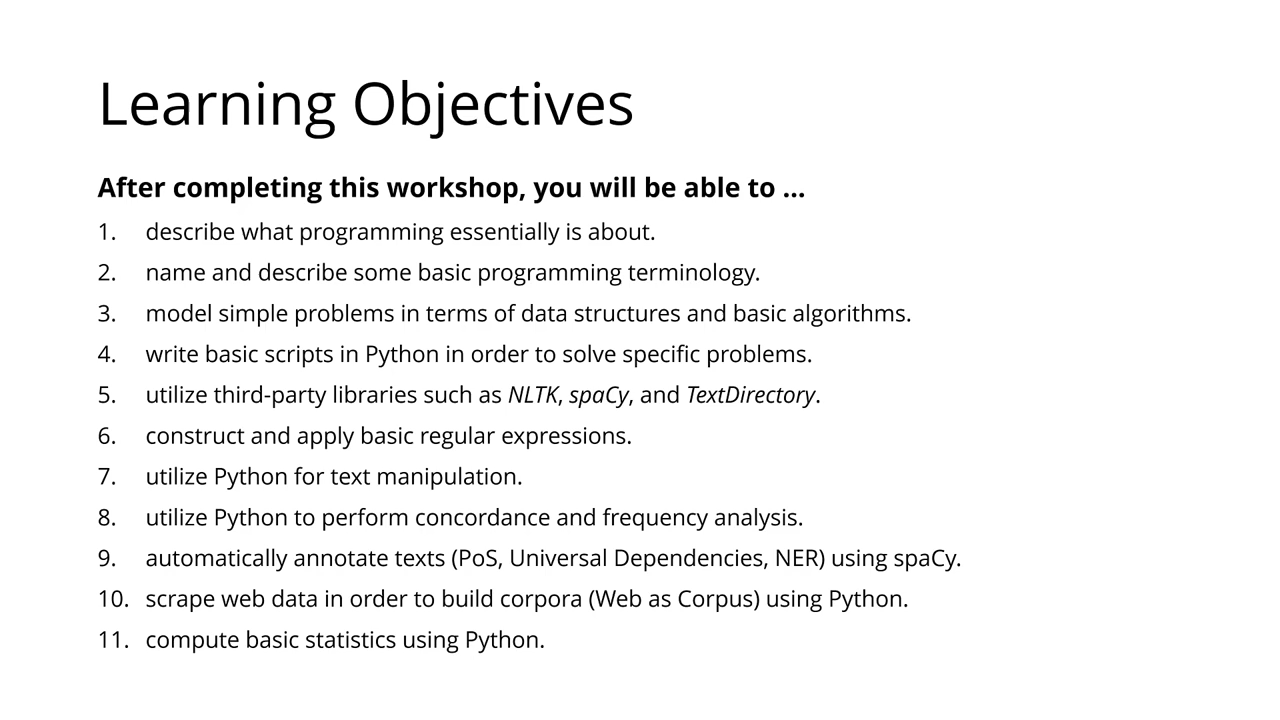 Learning Objectives
After completing this workshop, you will be able to ...
1. describe what programming essentially is about.
2. name and describe some basic programming terminology.
3. model simple problems in terms of data structures and basic algorithms.
4. write basic scripts in Python in order to solve specific problems.
5. utilize third-party libraries such as NLTK, spaCy, and TextDirectory.
6. construct and apply basic regular expressions.
7. utilize Python for text manipulation.
8. utilize Python to perform concordance and frequency analysis.
9. automatically annotate texts (PoS, Universal Dependencies, NER) using spaCy.
10. scrape web data in order to build corpora (Web as Corpus) using Python.
11. compute basic statistics using Python.